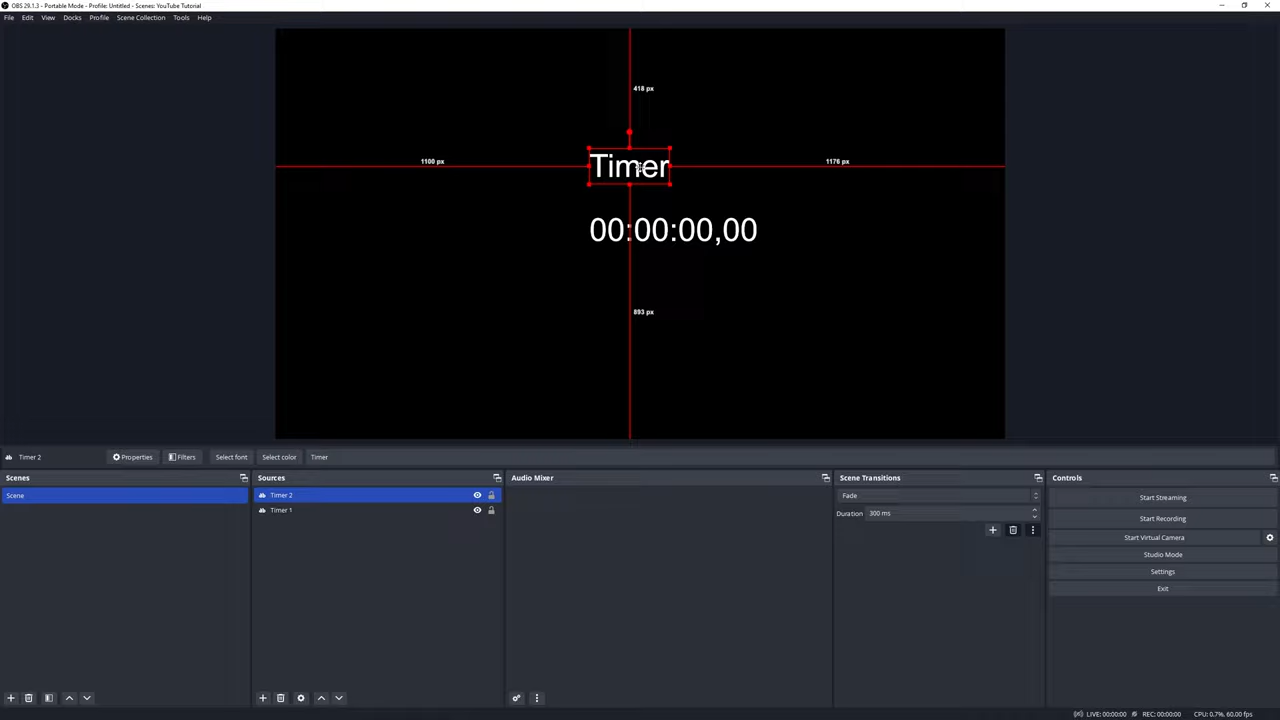 OBS 29.1.3 - Portable Mode - Profile: Untitled - Scenes: YouTube Tutorial
File Edit View Docks Profile Scene Collection Tools Help
418 px
1100 px
1176 px
Timer
00:00:00,00
893 px
Timer 2 Properties Filters Select font Select color Timer
Scenes Sources Audio Mixer Scene Transitions Controls
Scene Timer 2 Fade Start Streaming
Timer 1 Duration 300 ms Start Recording
Start Virtual Camera
Studio Mode
Settings
Exit
LIVE: 00:00:00 REC: 00:00:00 CPU: 0.7%, 60.00 fps